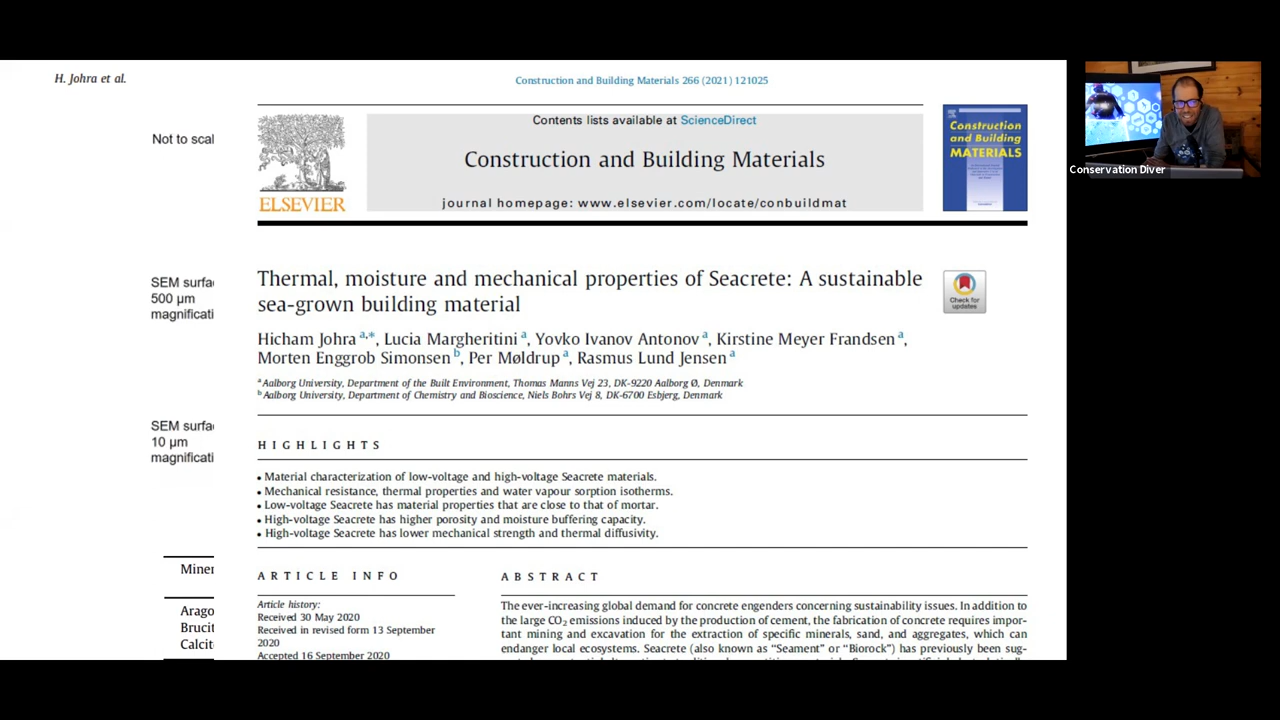 H. Johra et al.
Construction and Building Materials 266 (2021) 121025
Not to scal
Contents lists available at ScienceDirect
Construction and Building Materials
journal homepage: www.elsevier.com/locate/conbuildmat
ELSEVIER
Construction
and Building
MATERIALS
Conservation Diver
Thermal, moisture and mechanical properties of Seacrete: A sustainable
sea-grown building material
Check for
updates
Hicham Johra a,*, Lucia Margheritini a, Yovko Ivanov Antonov a, Kirstine Meyer Frandsen a,
Morten Enggrob Simonsen b, Per Møldrup a, Rasmus Lund Jensen a
a Aalborg University, Department of the Built Environment, Thomas Manns Vej 23, DK-9220 Aalborg Ø, Denmark
b Aalborg University, Department of Chemistry and Bioscience, Niels Bohrs Vej 8, DK-6700 Esbjerg, Denmark
SEM surfa
500 µm
magnificati
SEM surfa
10 µm
magnificati
HIGHLIGHTS
• Material characterization of low-voltage and high-voltage Seacrete materials.
• Mechanical resistance, thermal properties and water vapour sorption isotherms.
• Low-voltage Seacrete has material properties that are close to that of mortar.
• High-voltage Seacrete has higher porosity and moisture buffering capacity.
• High-voltage Seacrete has lower mechanical strength and thermal diffusivity.
Miner
Arago
Brucit
Calcite
ARTICLE INFO
Article history:
Received 30 May 2020
Received in revised form 13 September
2020
Accepted 16 September 2020
ABSTRACT
The ever-increasing global demand for concrete engenders concerning sustainability issues. In addition to
the large CO2 emissions induced by the production of cement, the fabrication of concrete requires impor-
tant mining and excavation for the extraction of specific minerals, sand, and aggregates, which can
endanger local ecosystems. Seacrete (also known as “Seament” or “Biorock”) has previously been sug-